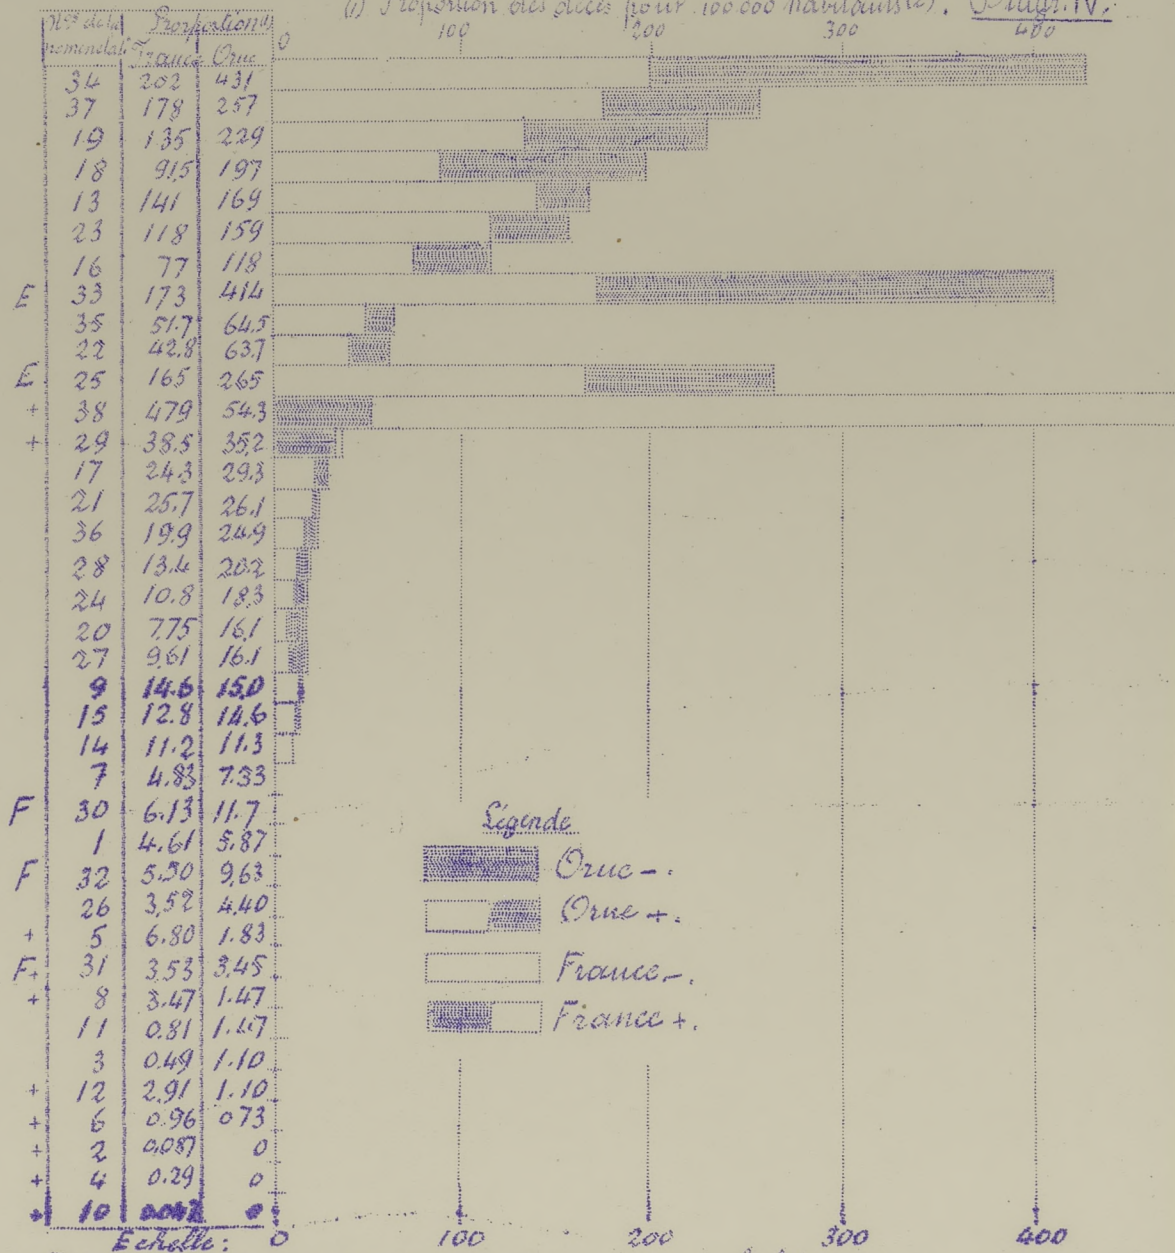 (1) Proportion des décès pour 100.000 habitants(s). Diagr. IV.
Nos de la nomenclat. Proportion(1)
France Orne 0 100 200 300 400
34 202 431
37 178 257
19 135 229
18 91,5 197
13 141 169
23 118 159
16 77 118
E 33 173 414
35 51.7 64.5
22 42.8 63.7
E 25 165 265
+ 38 479 54.3
+ 29 38.5 35,2
17 24.3 29.3
21 25.7 26.1
36 19.9 24.9
28 13.4 20.2
24 10.8 18.3
20 7.75 16,1
27 9,61 16.1
9 14.6 15,0
15 12.8 14.6
14 11.2 11.3
7 4.83 7.33
F 30 6.13 11.7
1 4.61 5.87
F 32 5.50 9,63
26 3,52 4.40
+ 5 6.80 1.83
F+ 31 3.53 3.45
+ 8 3.47 1.47
11 0.81 1.47
3 0.49 1.10
+ 12 2.91 1.10
+ 6 0.96 0 73
+ 2 0,087 0
+ 4 0.29 0
+ 10 0
Légende
Orne -.
Orne +.
France -.
France +.
Echelle: 0 100 200 300 400